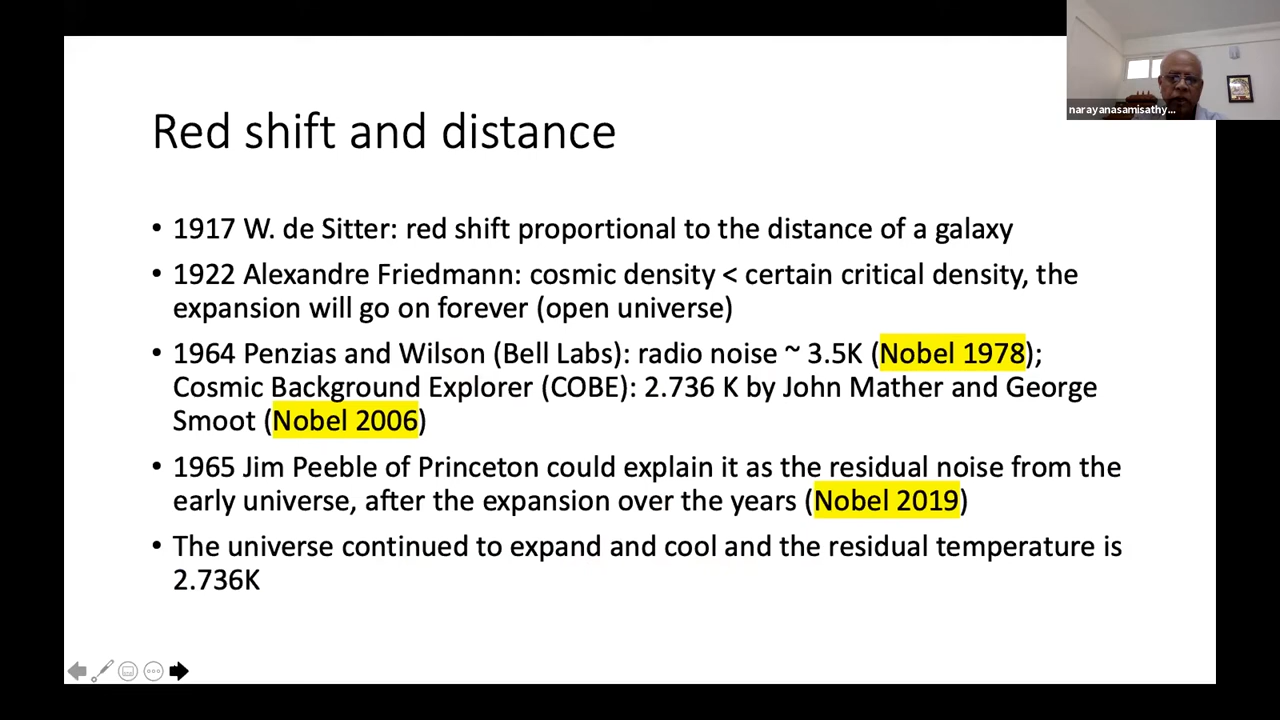 narayanasamisathy...
Red shift and distance
• 1917 W. de Sitter: red shift proportional to the distance of a galaxy
• 1922 Alexandre Friedmann: cosmic density < certain critical density, the
expansion will go on forever (open universe)
• 1964 Penzias and Wilson (Bell Labs): radio noise ~ 3.5K (Nobel 1978);
Cosmic Background Explorer (COBE): 2.736 K by John Mather and George
Smoot (Nobel 2006)
• 1965 Jim Peeble of Princeton could explain it as the residual noise from the
early universe, after the expansion over the years (Nobel 2019)
• The universe continued to expand and cool and the residual temperature is
2.736K